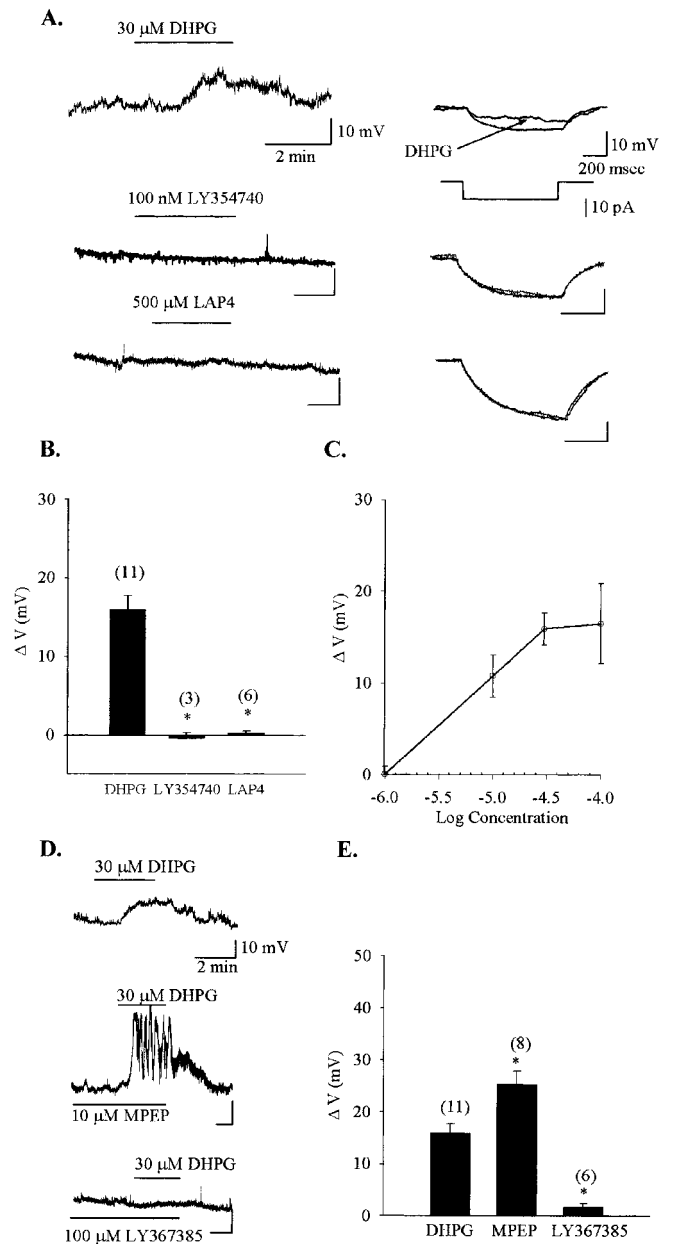 A.
30 μM DHPG
10 mV
2 min
DHPG
10 mV
200 msec
10 pA
100 nM LY354740
500 μM LAP4
B.
30
20
10
0
Δ V (mV)
(11)
(3)
*
(6)
*
DHPG LY354740 LAP4
C.
30
20
10
0
Δ V (mV)
-6.0 -5.5 -5.0 -4.5 -4.0
Log Concentration
D.
30 μM DHPG
10 mV
2 min
30 μM DHPG
10 μM MPEP
30 μM DHPG
100 μM LY367385
E.
50
40
30
20
10
0
Δ V (mV)
(11)
(8)
*
(6)
*
DHPG MPEP LY367385